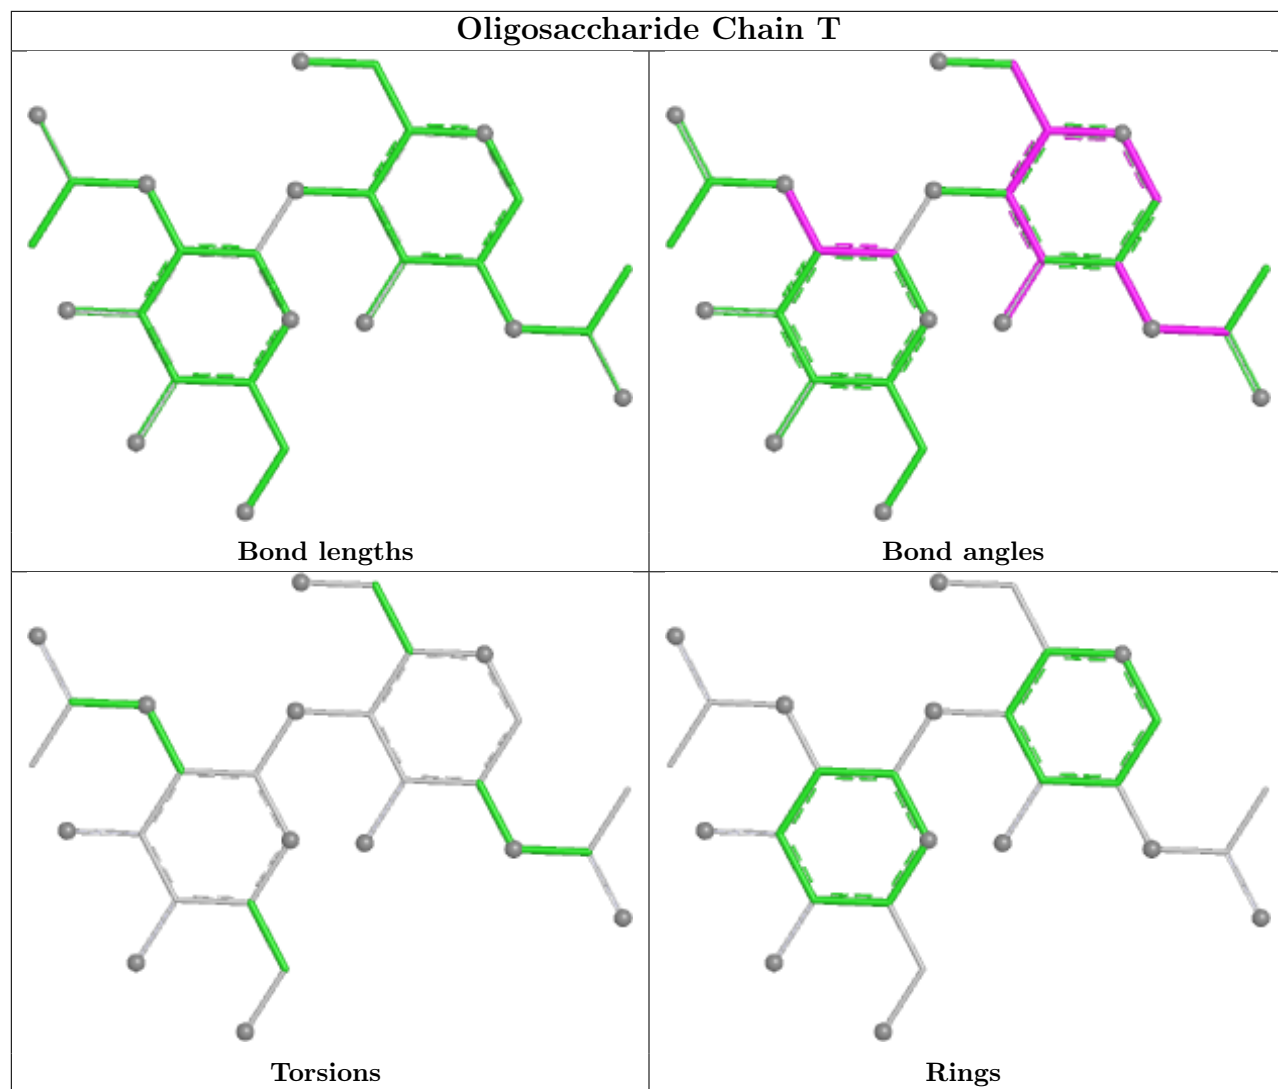 Oligosaccharide Chain T
Bond lengths
Bond angles
Torsions
Rings